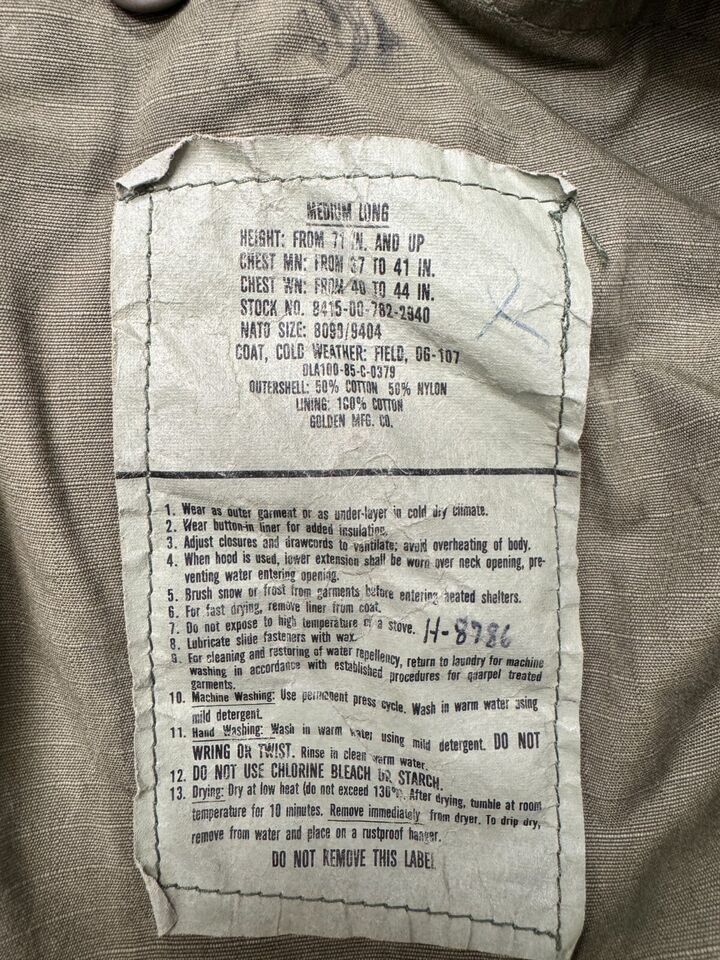 MEDIUM LONG
HEIGHT: FROM 71 IN. AND UP
CHEST MN: FROM 37 TO 41 IN.
CHEST WN: FROM 40 TO 44 IN.
STOCK NO. 8415-00-782-2940
NATO SIZE: 8090/9404
COAT, COLD WEATHER: FIELD, OG-107
DLA100-85-C-0379
OUTERSHELL: 50% COTTON 50% NYLON
LINING: 100% COTTON
GOLDEN MFG. CO.
1. Wear as outer garment or as under-layer in cold dry climate.
2. Wear button-in liner for added insulation.
3. Adjust closures and drawcords to ventilate; avoid overheating of body.
4. When hood is used, lower extension shall be worn over neck opening, pre-
venting water entering opening.
5. Brush snow or frost from garments before entering heated shelters.
6. For fast drying, remove liner from coat.
7. Do not expose to high temperature of a stove. H-8786
8. Lubricate slide fasteners with wax.
9. For cleaning and restoring of water repellency, return to laundry for machine
washing in accordance with established procedures for quarpel treated
garments.
10. Machine Washing: Use permanent press cycle. Wash in warm water using
mild detergent.
11. Hand Washing: Wash in warm water using mild detergent. DO NOT
WRING OR TWIST. Rinse in clean warm water.
12. DO NOT USE CHLORINE BLEACH OR STARCH.
13. Drying: Dry at low heat (do not exceed 130°). After drying, tumble at room
temperature for 10 minutes. Remove immediately from dryer. To drip dry,
remove from water and place on a rustproof hanger.
DO NOT REMOVE THIS LABEL